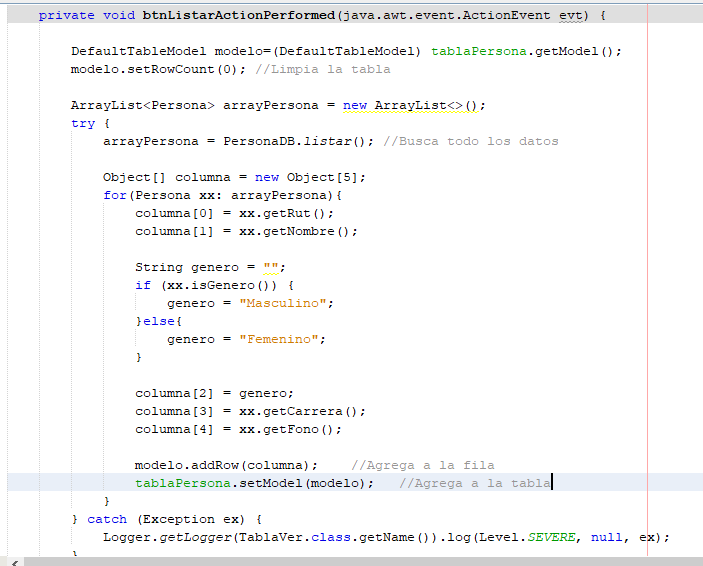 private void btnListarActionPerformed(java.awt.event.ActionEvent evt) {
DefaultTableModel modelo=(DefaultTableModel) tablaPersona.getModel();
modelo.setRowCount(0); //Limpia la tabla
ArrayList<Persona> arrayPersona = new ArrayList<>();
try {
arrayPersona = PersonaDB.listar(); //Busca todo los datos
Object[] columna = new Object[5];
for(Persona xx: arrayPersona){
columna[0] = xx.getRut();
columna[1] = xx.getNombre();
String genero = "";
if (xx.isGenero()) {
genero = "Masculino";
}else{
genero = "Femenino";
}
columna[2] = genero;
columna[3] = xx.getCarrera();
columna[4] = xx.getFono();
modelo.addRow(columna);    //Agrega a la fila
tablaPersona.setModel(modelo);   //Agrega a la tabla
}
} catch (Exception ex) {
Logger.getLogger(TablaVer.class.getName()).log(Level.SEVERE, null, ex);
}